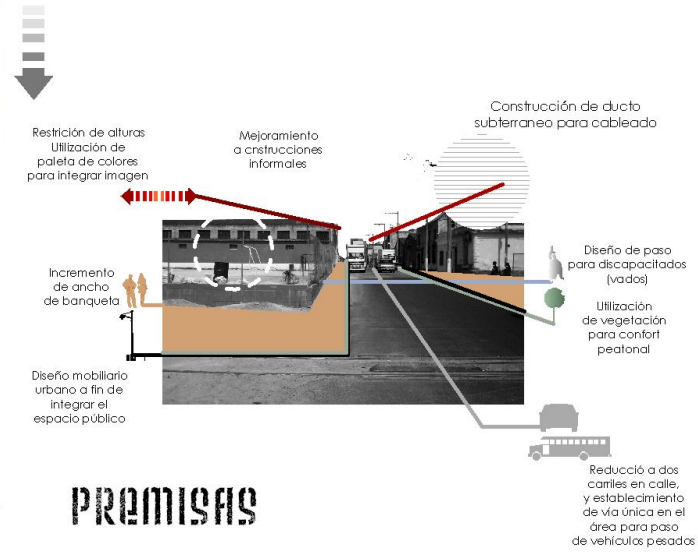 Restrición de alturas
Utilización de
paleta de colores
para integrar imagen
Mejoramiento
a cnstrucciones
informales
Construcción de ducto
subterraneo para cableado
Incremento
de ancho
de banqueta
Diseño de paso
para discapacitados
(vados)
Utilización
de vegetación
para confort
peatonal
Diseño mobiliario
urbano a fin de
integrar el
espacio público
Reducció a dos
carriles en calle,
y establecimiento
de vía única en el
área para paso
de vehículos pesados
PREMISAS